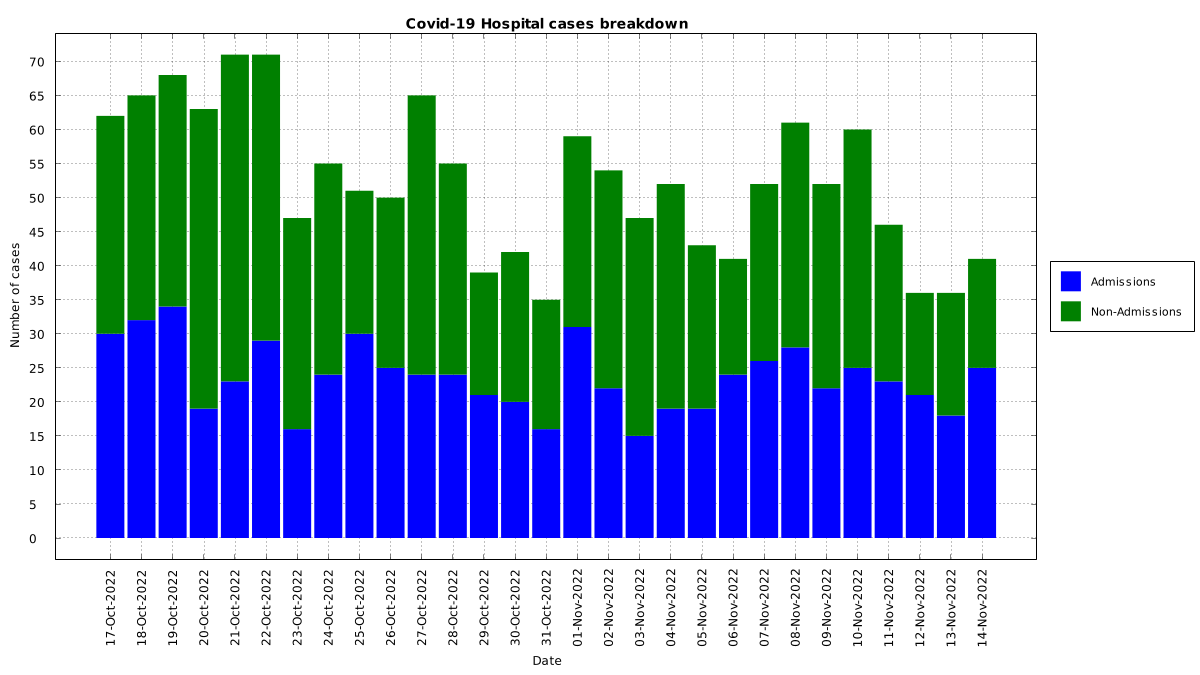 Covid-19 Hospital cases breakdown
70
65
60
55
50
45
40
35
30
25
20
15
10
5
0
Number of cases
Admissions
Non-Admissions
17-Oct-2022
18-Oct-2022
19-Oct-2022
20-Oct-2022
21-Oct-2022
22-Oct-2022
23-Oct-2022
24-Oct-2022
25-Oct-2022
26-Oct-2022
27-Oct-2022
28-Oct-2022
29-Oct-2022
30-Oct-2022
31-Oct-2022
01-Nov-2022
02-Nov-2022
03-Nov-2022
04-Nov-2022
05-Nov-2022
06-Nov-2022
07-Nov-2022
08-Nov-2022
09-Nov-2022
10-Nov-2022
11-Nov-2022
12-Nov-2022
13-Nov-2022
14-Nov-2022
Date